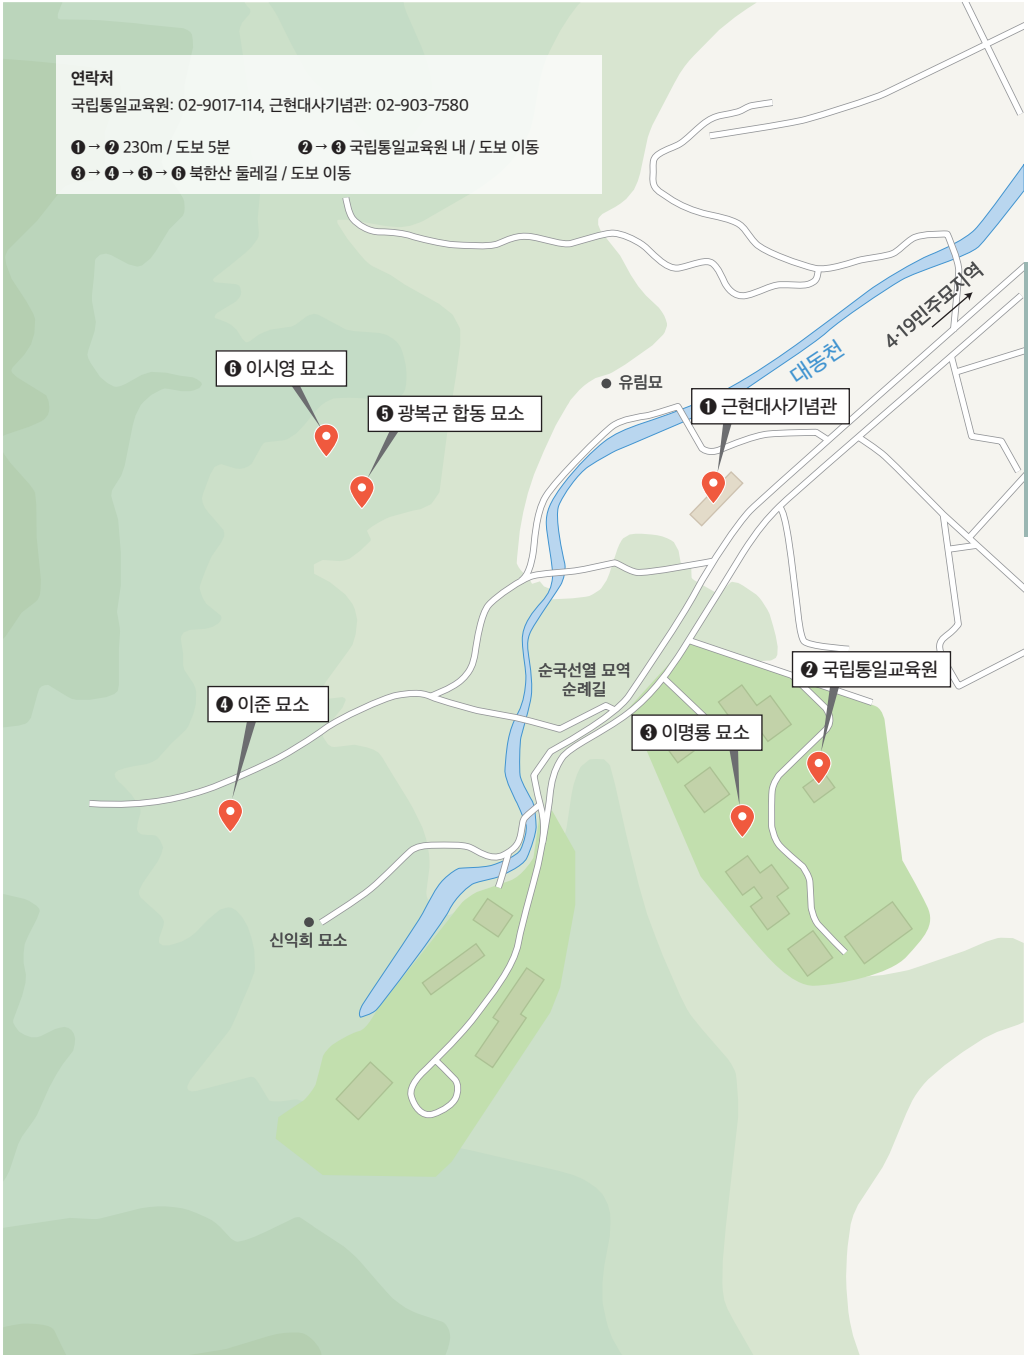 연락처
국립통일교육원: 02-9017-114, 근현대사기념관: 02-903-7580
❶ → ❷ 230m / 도보 5분
❷ → ❸ 국립통일교육원 내 / 도보 이동
❸ → ❹ → ❺ → ❻ 북한산 둘레길 / 도보 이동
4·19민주묘지역
대동천
❻ 이시영 묘소
유림묘
❺ 광복군 합동 묘소
❶ 근현대사기념관
순국선열 묘역
순례길
❷ 국립통일교육원
❹ 이준 묘소
❸ 이명룡 묘소
신익희 묘소